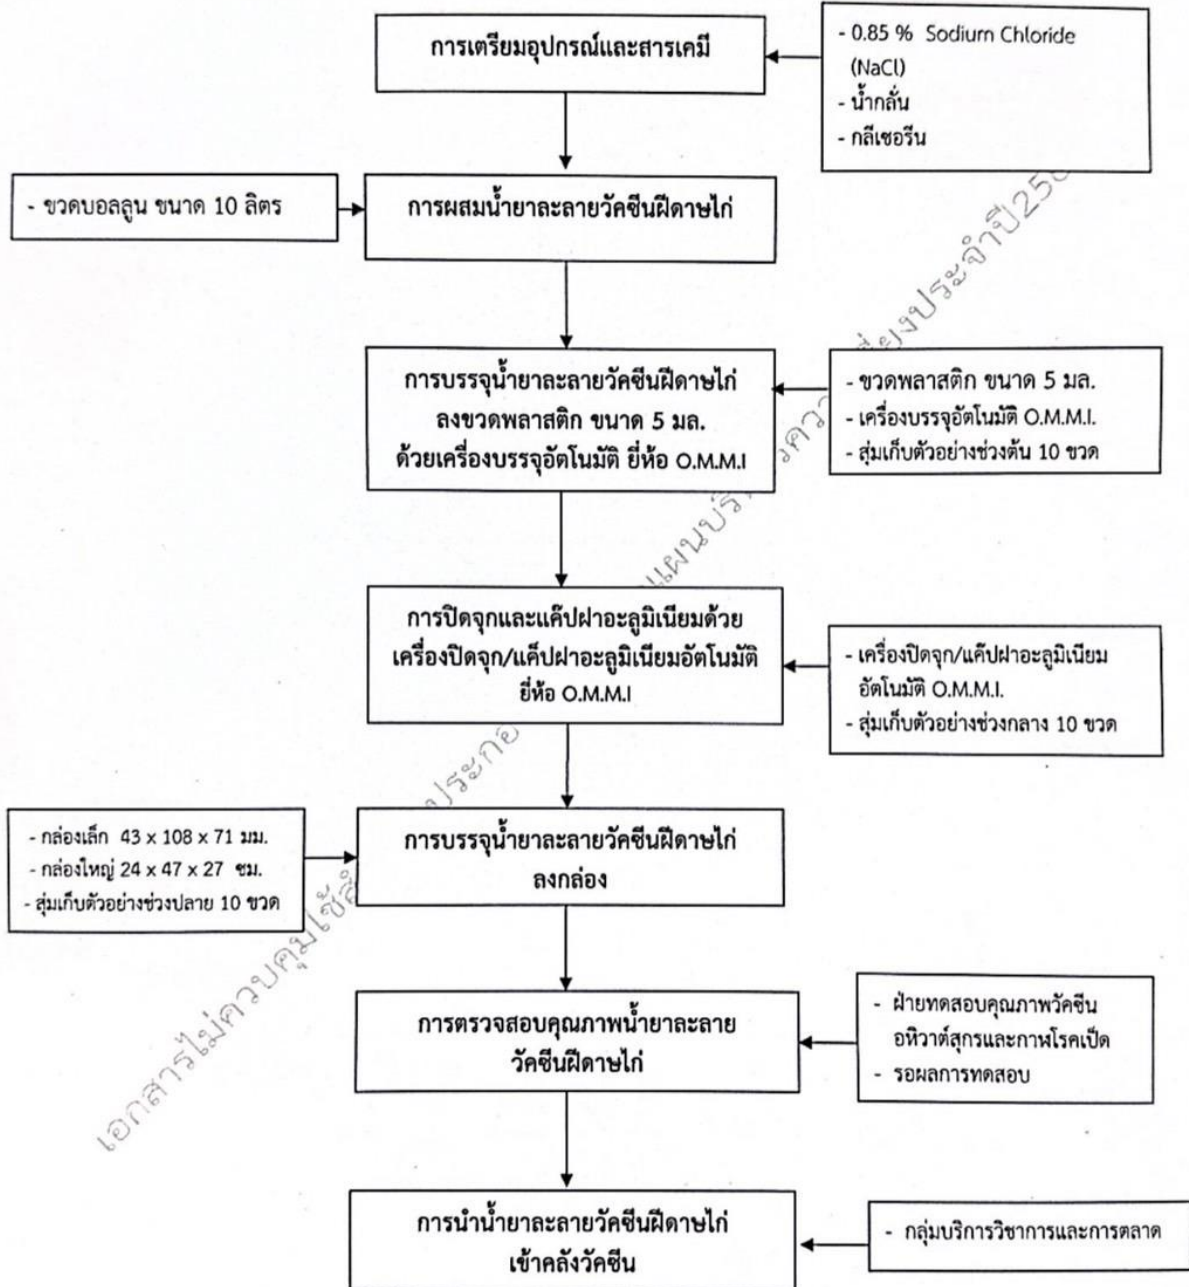 การเตรียมอุปกรณ์และสารเคมี
- 0.85 % Sodium Chloride
(NaCl)
- น้ำกลั่น
- กลีเซอรีน
- ขวดบอลลูน ขนาด 10 ลิตร
การผสมน้ำยาละลายวัคซีนฝีดาษไก่
การบรรจุน้ำยาละลายวัคซีนฝีดาษไก่
ลงขวดพลาสติก ขนาด 5 มล.
ด้วยเครื่องบรรจุอัตโนมัติ ยี่ห้อ O.M.M.I
- ขวดพลาสติก ขนาด 5 มล.
- เครื่องบรรจุอัตโนมัติ O.M.M.I.
- สุ่มเก็บตัวอย่างช่วงต้น 10 ขวด
การปิดจุกและแค๊ปฝาอะลูมิเนียมด้วย
เครื่องปิดจุก/แค็ปฝาอะลูมิเนียมอัตโนมัติ
ยี่ห้อ O.M.M.I
- เครื่องปิดจุก/แค๊ปฝาอะลูมิเนียม
อัตโนมัติ O.M.M.I.
- สุ่มเก็บตัวอย่างช่วงกลาง 10 ขวด
- กล่องเล็ก 43 x 108 x 71 มม.
- กล่องใหญ่ 24 x 47 x 27 ซม.
- สุ่มเก็บตัวอย่างช่วงปลาย 10 ขวด
การบรรจุน้ำยาละลายวัคซีนฝีดาษไก่
ลงกล่อง
การตรวจสอบคุณภาพน้ำยาละลาย
วัคซีนฝีดาษไก่
- ฝ่ายทดสอบคุณภาพวัคซีน
อหิวาต์สุกรและกาฬโรคเป็ด
- รอผลการทดสอบ
การนำน้ำยาละลายวัคซีนฝีดาษไก่
เข้าคลังวัคซีน
- กลุ่มบริการวิชาการและการตลาด
เอกสารไม่ควบคุมใช้